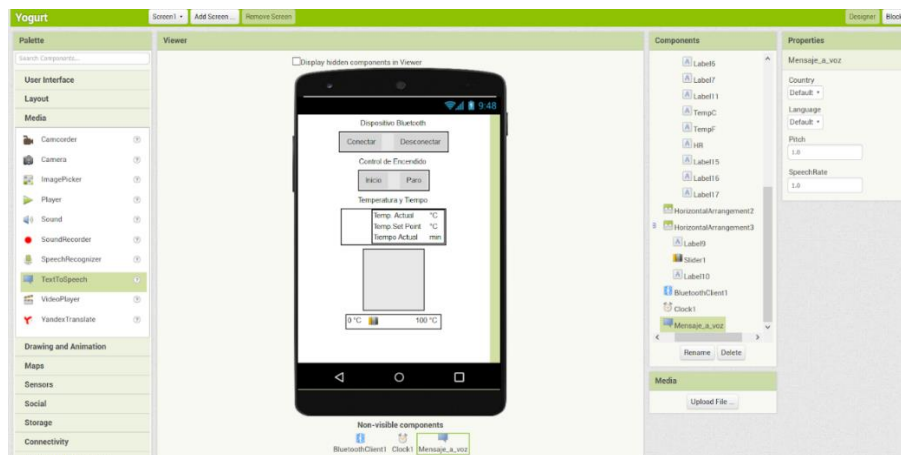 Yogurt
Screen1
Add Screen ...
Remove Screen
Designer
Block
Palette
Search Components...
User Interface
Layout
Media
Camcorder
Camera
ImagePicker
Player
Sound
SoundRecorder
SpeechRecognizer
TextToSpeech
VideoPlayer
YandexTranslate
Drawing and Animation
Maps
Sensors
Social
Storage
Connectivity
Viewer
Display hidden components in Viewer
9:48
Dispositivo Bluetooth
Conectar Desconectar
Control de Encendido
Inicio Paro
Temperatura y Tiempo
Temp. Actual °C
Temp.Set Point °C
Tiempo Actual min
0 °C 100 °C
Non-visible components
BluetoothClient1 Clock1 Mensaje_a_voz
Components
Label6
Label7
Label11
TempC
TempF
HR
Label15
Label16
Label17
HorizontalArrangement2
HorizontalArrangement3
Label9
Slider1
Label10
BluetoothClient1
Clock1
Mensaje_a_voz
Rename Delete
Media
Upload File ...
Properties
Mensaje_a_voz
Country
Default
Language
Default
Pitch
1.0
SpeechRate
1.0